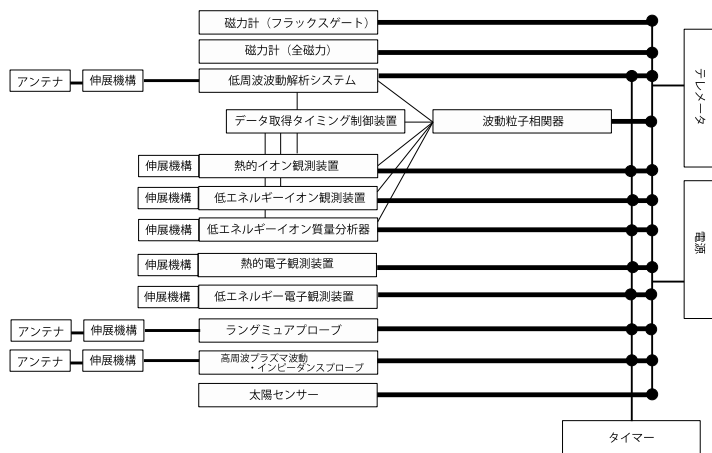 磁力計（フラックスゲート）
磁力計（全磁力）
アンテナ
伸展機構
低周波波動解析システム
データ取得タイミング制御装置
波動粒子相関器
伸展機構
熱的イオン観測装置
伸展機構
低エネルギーイオン観測装置
伸展機構
低エネルギーイオン質量分析器
伸展機構
熱的電子観測装置
伸展機構
低エネルギー電子観測装置
アンテナ
伸展機構
ラングミュアプローブ
アンテナ
伸展機構
高周波プラズマ波動
・インピーダンスプローブ
太陽センサー
テレメータ
電源
タイマー